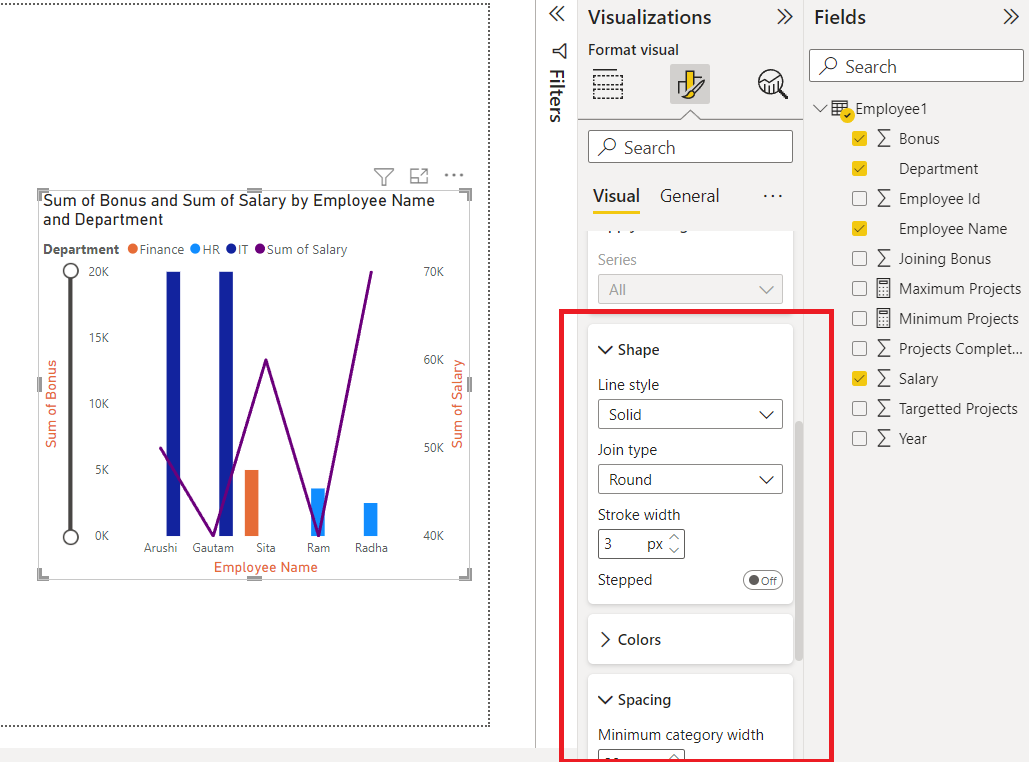 Sum of Bonus and Sum of Salary by Employee Name
and Department
Department Finance HR IT Sum of Salary
20K
15K
10K
5K
0K
Sum of Bonus
70K
60K
50K
40K
Sum of Salary
Arushi Gautam Sita Ram Radha
Employee Name
Filters
Visualizations
Format visual
Search
Visual General
Series
All
Shape
Line style
Solid
Join type
Round
Stroke width
3 px
Stepped Off
Colors
Spacing
Minimum category width
Fields
Search
Employee1
Bonus
Department
Employee Id
Employee Name
Joining Bonus
Maximum Projects
Minimum Projects
Projects Complet...
Salary
Targetted Projects
Year